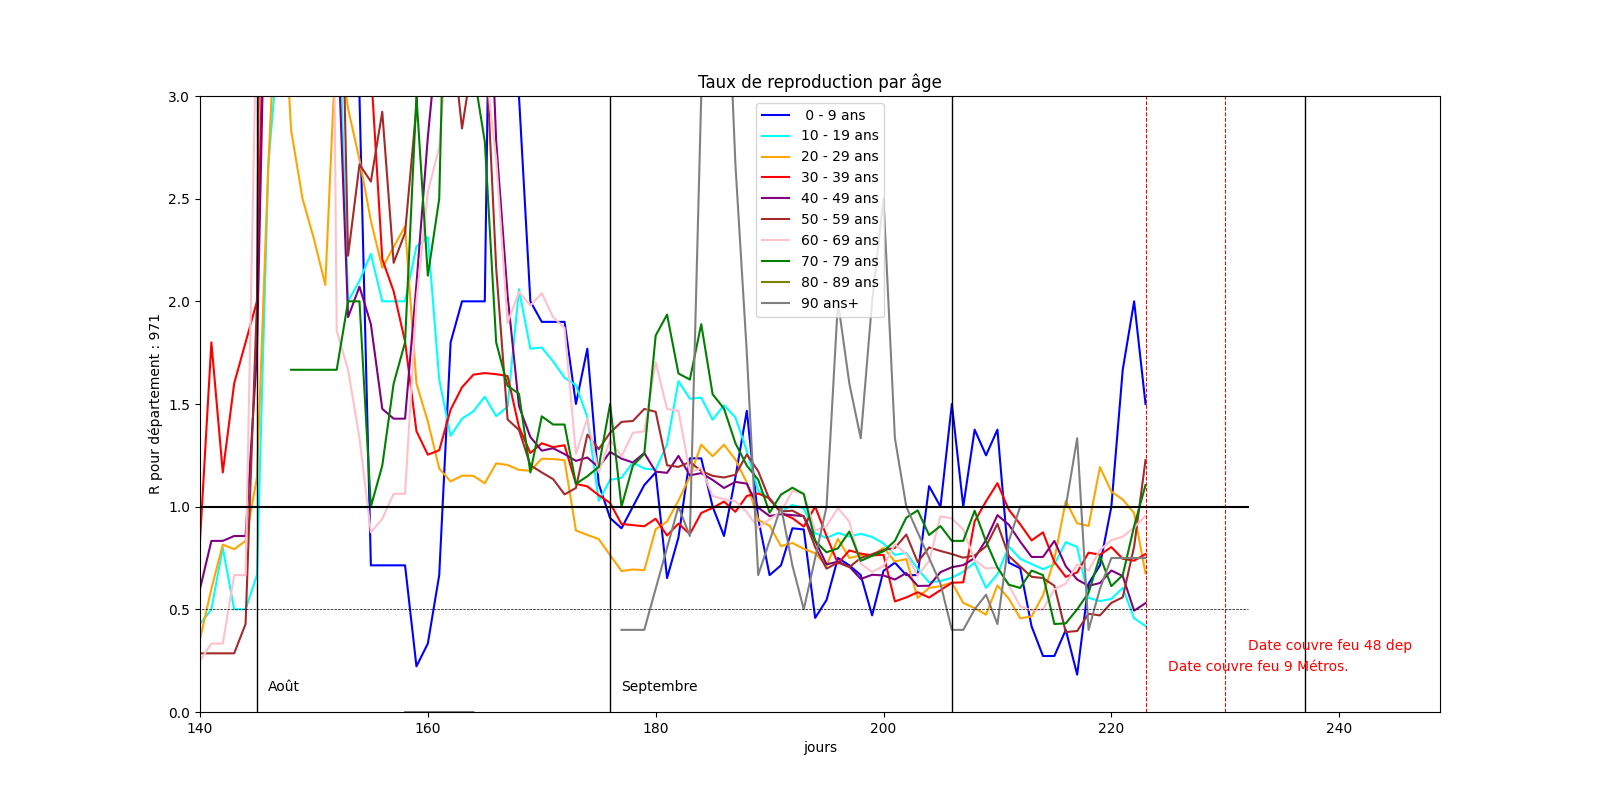 Taux de reproduction par âge
R pour département : 971
3.0
2.5
2.0
1.5
1.0
0.5
0.0
0 - 9 ans
10 - 19 ans
20 - 29 ans
30 - 39 ans
40 - 49 ans
50 - 59 ans
60 - 69 ans
70 - 79 ans
80 - 89 ans
90 ans+
Date couvre feu 48 dep
Date couvre feu 9 Métros.
Août
Septembre
140
160
180
200
220
240
jours